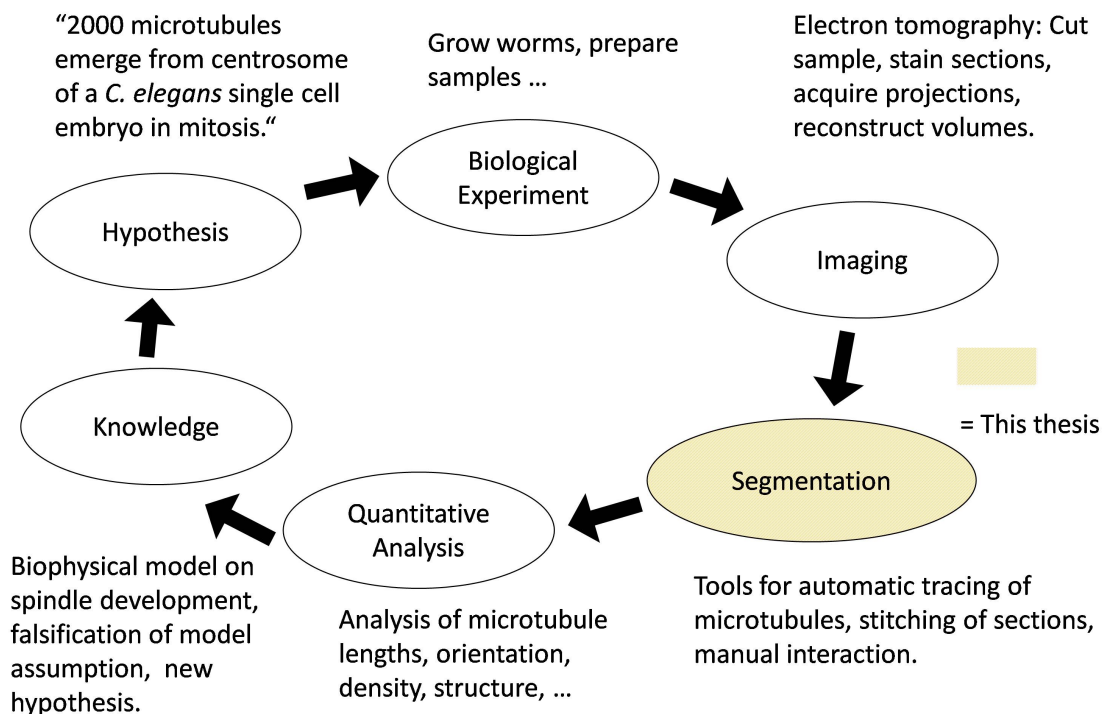 “2000 microtubules
emerge from centrosome
of a C. elegans single cell
embryo in mitosis.“
Grow worms, prepare
samples ...
Electron tomography: Cut
sample, stain sections,
acquire projections,
reconstruct volumes.
Biological
Experiment
Hypothesis
Imaging
Knowledge
= This thesis
Segmentation
Quantitative
Analysis
Biophysical model on
spindle development,
falsification of model
assumption,  new
hypothesis.
Analysis of microtubule
lengths, orientation,
density, structure, ...
Tools for automatic tracing of
microtubules, stitching of sections,
manual interaction.